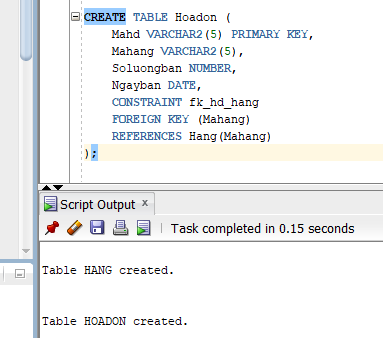 CREATE TABLE Hoadon (
Mahd VARCHAR2(5) PRIMARY KEY,
Mahang VARCHAR2(5),
Soluongban NUMBER,
Ngayban DATE,
CONSTRAINT fk_hd_hang
FOREIGN KEY (Mahang)
REFERENCES Hang(Mahang)
);
Script Output x
Task completed in 0.15 seconds
Table HANG created.
Table HOADON created.